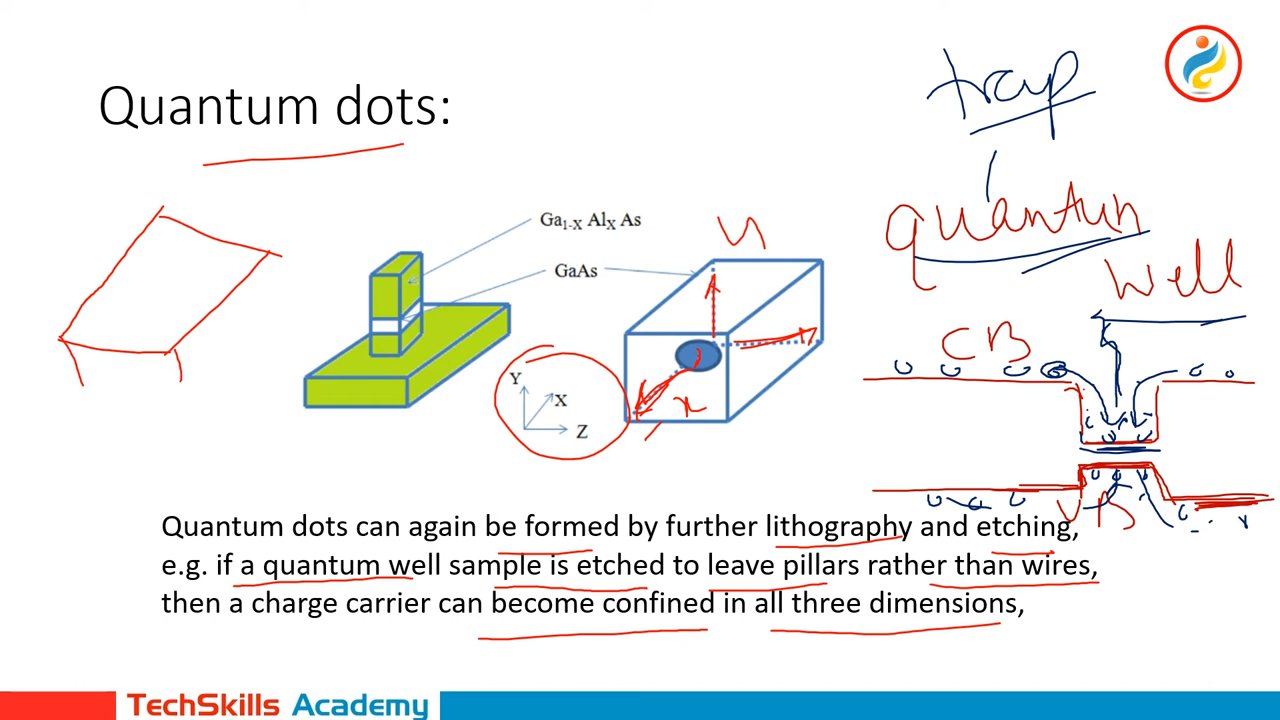 Quantum dots:
trap
quantum
well
Ga1-X AlX As
GaAs
y
CB
Y
X
Z
x
VB
Quantum dots can again be formed by further lithography and etching,
e.g. if a quantum well sample is etched to leave pillars rather than wires,
then a charge carrier can become confined in all three dimensions,
TechSkills Academy